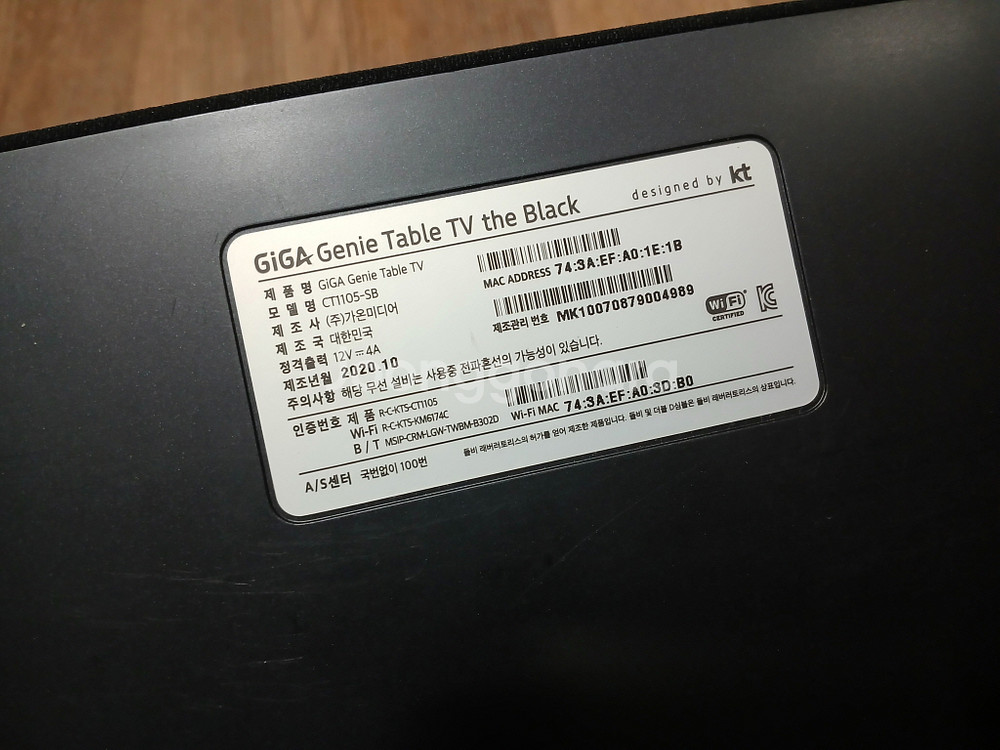 GiGA Genie Table TV the Black
designed by kt
제 품 명 GiGA Genie Table TV
모 델 명 CT1105-SB
제 조 사 (주)가온미디어
제 조 국 대한민국
정격출력 12V ⎓ 4A
제조년월 2020.10
MAC ADDRESS 74:3A:EF:A0:1E:1B
제조관리 번호 MK10070879004989
Wi Fi CERTIFIED
주의사항 해당 무선 설비는 사용중 전파혼선의 가능성이 있습니다.
인증번호 제 품 R-C-KTS-CT1105
Wi-Fi R-C-KTS-KM6174C
B / T MSIP-CRM-LGW-TWBM-B302D
Wi-Fi MAC 74:3A:EF:A0:3D:B0
A/S센터 국번없이 100번
돌비 래버러토리스의 허가를 얻어 제조한 제품입니다. 돌비 및 더블 D심볼은 돌비 래버러토리스의 상표입니다.